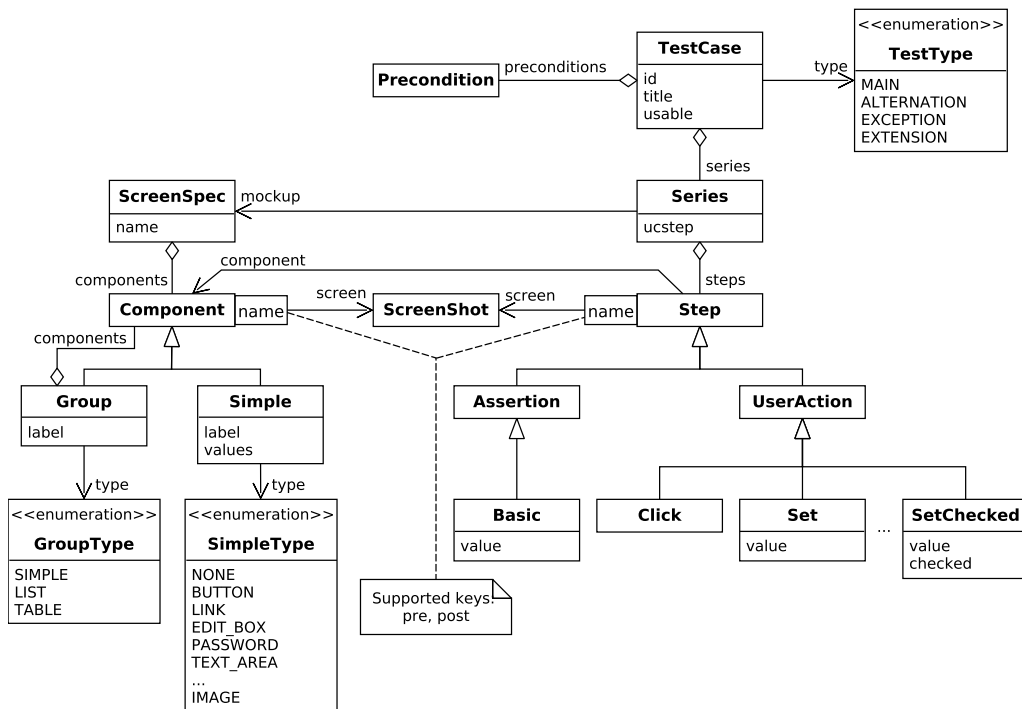 <<enumeration>>
TestType
MAIN
ALTERNATION
EXCEPTION
EXTENSION
TestCase
id
title
usable
type
preconditions
Precondition
series
ScreenSpec
name
mockup
Series
ucstep
components
component
steps
Component
name
screen
ScreenShot
screen
name
Step
components
Group
label
Simple
label
values
Assertion
UserAction
type
type
<<enumeration>>
GroupType
SIMPLE
LIST
TABLE
<<enumeration>>
SimpleType
NONE
BUTTON
LINK
EDIT_BOX
PASSWORD
TEXT_AREA
...
IMAGE
Basic
value
Click
Set
value
...
SetChecked
value
checked
Supported keys:
pre, post